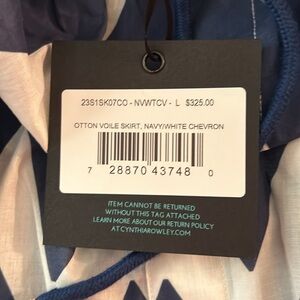 23S1SK07CO - NVWTCV - L $325.00
OTTON VOILE SKIRT, NAVY/WHITE CHEVRON
7 28870 43748 0
ITEM CANNOT BE RETURNED
WITHOUT THIS TAG ATTACHED
LEARN MORE ABOUT OUR RETURN POLICY
AT CYNTHIAROWLEY.COM